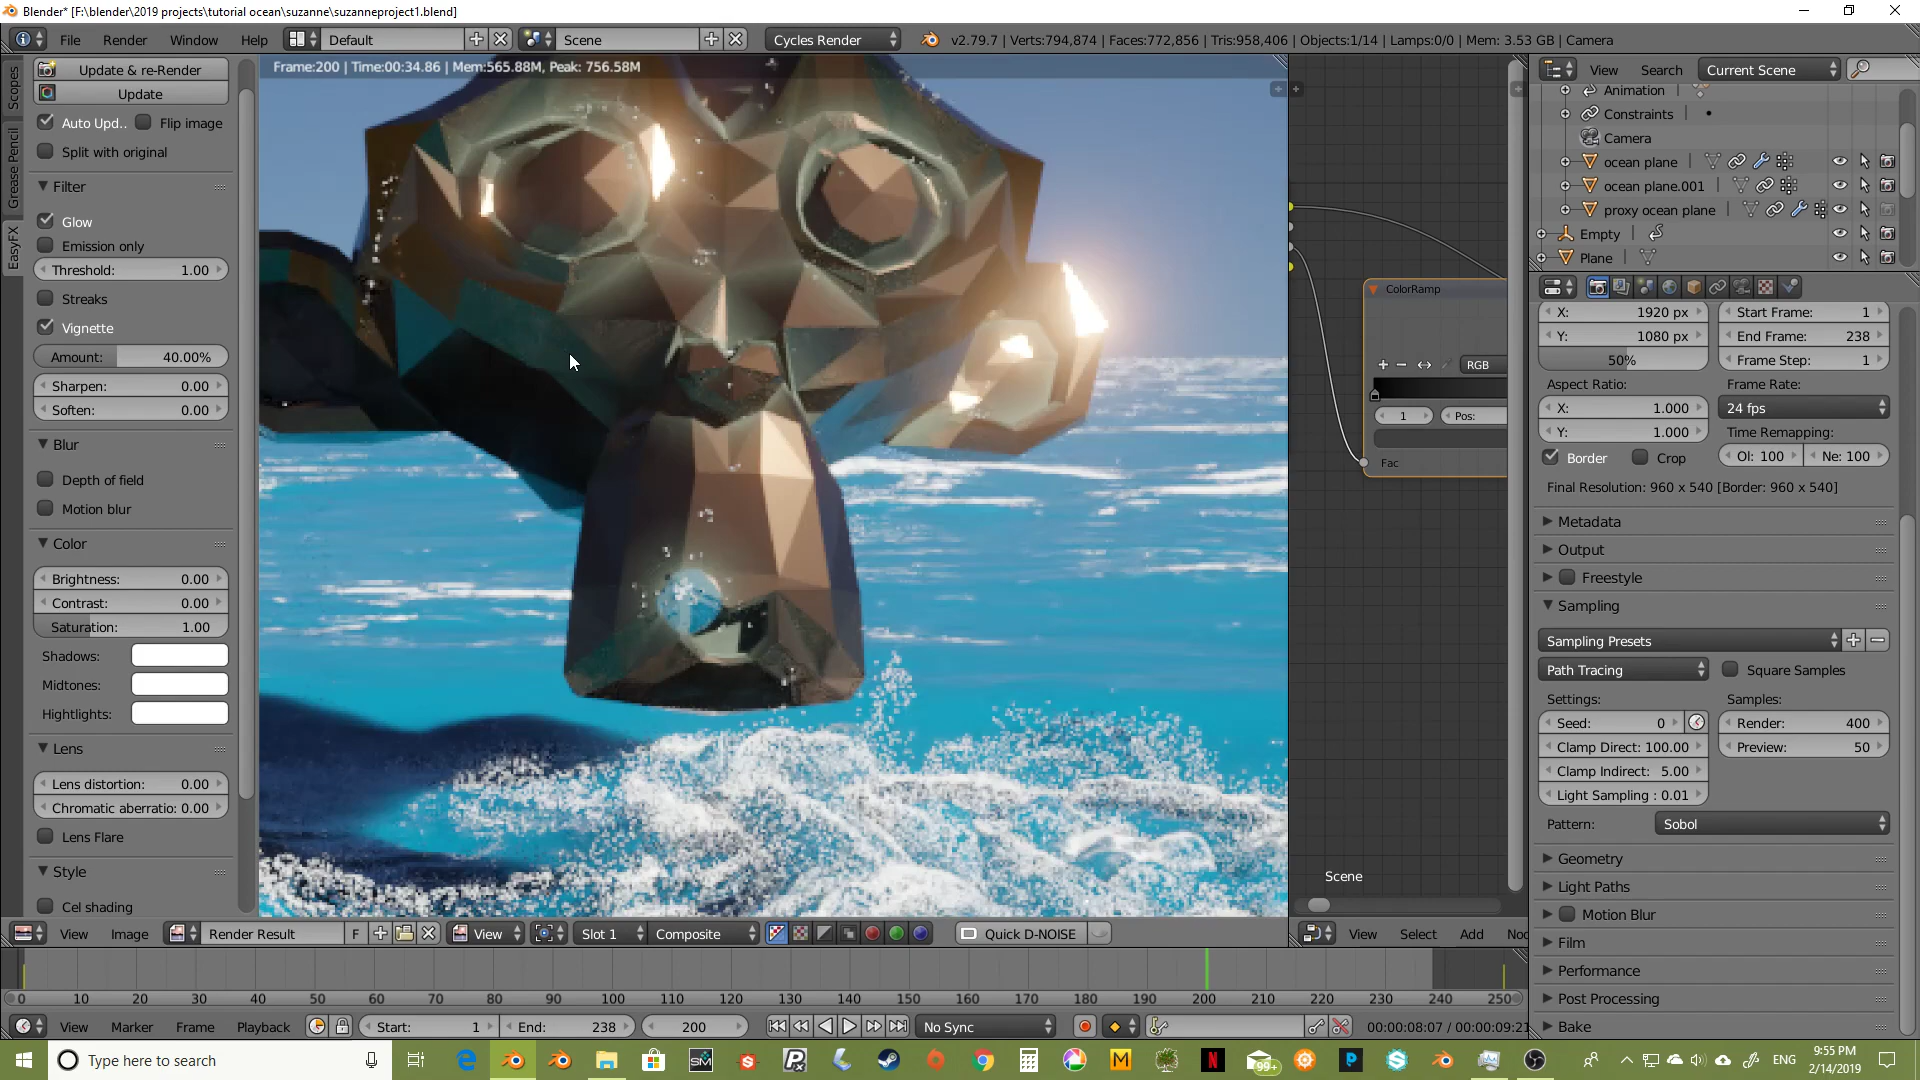 Blender* [F:\blender\2019 projects\tutorial ocean\suzanne\suzanneproject1.blend]
File Render Window Help Default Scene Cycles Render v2.79.7 | Verts:794,874 | Faces:772,856 | Tris:958,406 | Objects:1/14 | Lamps:0/0 | Mem: 3.53 GB | Camera
Scopes
Grease Pencil
EasyFX
Update & re-Render
Update
Auto Upd.. Flip image
Split with original
Filter
Glow
Emission only
Threshold: 1.00
Streaks
Vignette
Amount: 40.00%
Sharpen: 0.00
Soften: 0.00
Blur
Depth of field
Motion blur
Color
Brightness: 0.00
Contrast: 0.00
Saturation: 1.00
Shadows:
Midtones:
Hightlights:
Lens
Lens distortion: 0.00
Chromatic aberratio: 0.00
Lens Flare
Style
Cel shading
Frame:200 | Time:00:34.86 | Mem:565.88M, Peak: 756.58M
View Image Render Result F View Slot 1 Composite Quick D-NOISE
ColorRamp
RGB
1 Pos:
Fac
Scene
View Select Add Noc
View Search Current Scene
Animation
Constraints
Camera
ocean plane
ocean plane.001
proxy ocean plane
Empty
Plane
X: 1920 px
Y: 1080 px
50%
Start Frame: 1
End Frame: 238
Frame Step: 1
Aspect Ratio:
X: 1.000
Y: 1.000
Frame Rate:
24 fps
Time Remapping:
Border Crop Ol: 100 Ne: 100
Final Resolution: 960 x 540 [Border: 960 x 540]
Metadata
Output
Freestyle
Sampling
Sampling Presets
Path Tracing Square Samples
Settings:
Seed: 0
Clamp Direct: 100.00
Clamp Indirect: 5.00
Light Sampling : 0.01
Samples:
Render: 400
Preview: 50
Pattern: Sobol
Geometry
Light Paths
Motion Blur
Film
Performance
Post Processing
Bake
0 10 20 30 40 50 60 70 80 90 100 110 120 130 140 150 160 170 180 190 200 210 220 230 240 250
View Marker Frame Playback Start: 1 End: 238 200 No Sync 00:00:08:07 / 00:00:09:21
Type here to search
SM
P
M
N
99+
P
S
ENG
9:55 PM
2/14/2019